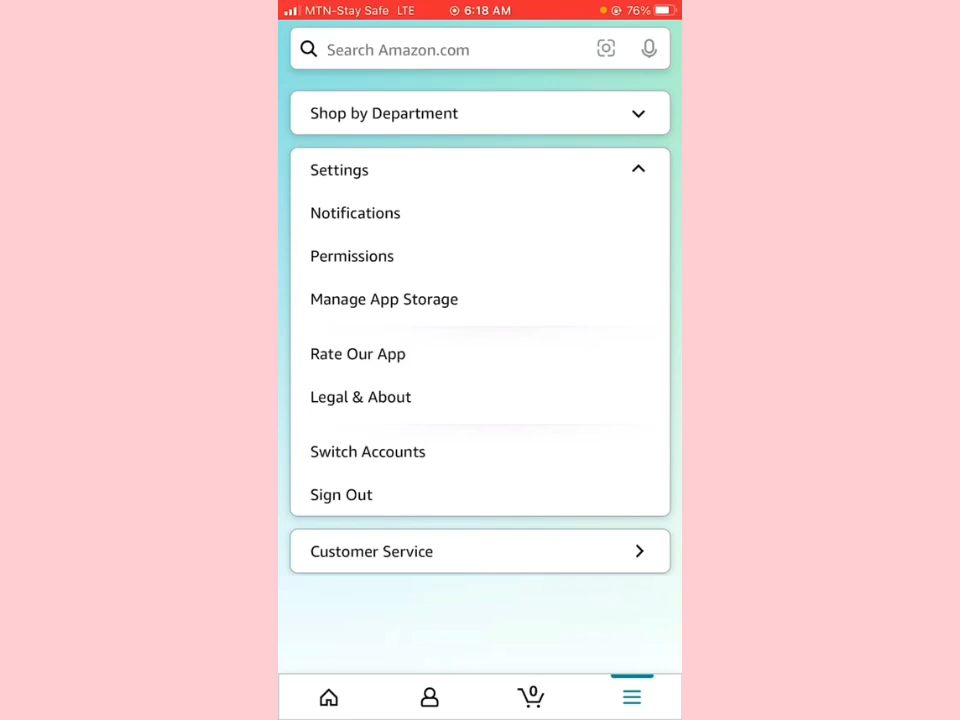 MTN-Stay Safe LTE 6:18 AM 76%
Search Amazon.com
Shop by Department
Settings
Notifications
Permissions
Manage App Storage
Rate Our App
Legal & About
Switch Accounts
Sign Out
Customer Service
0